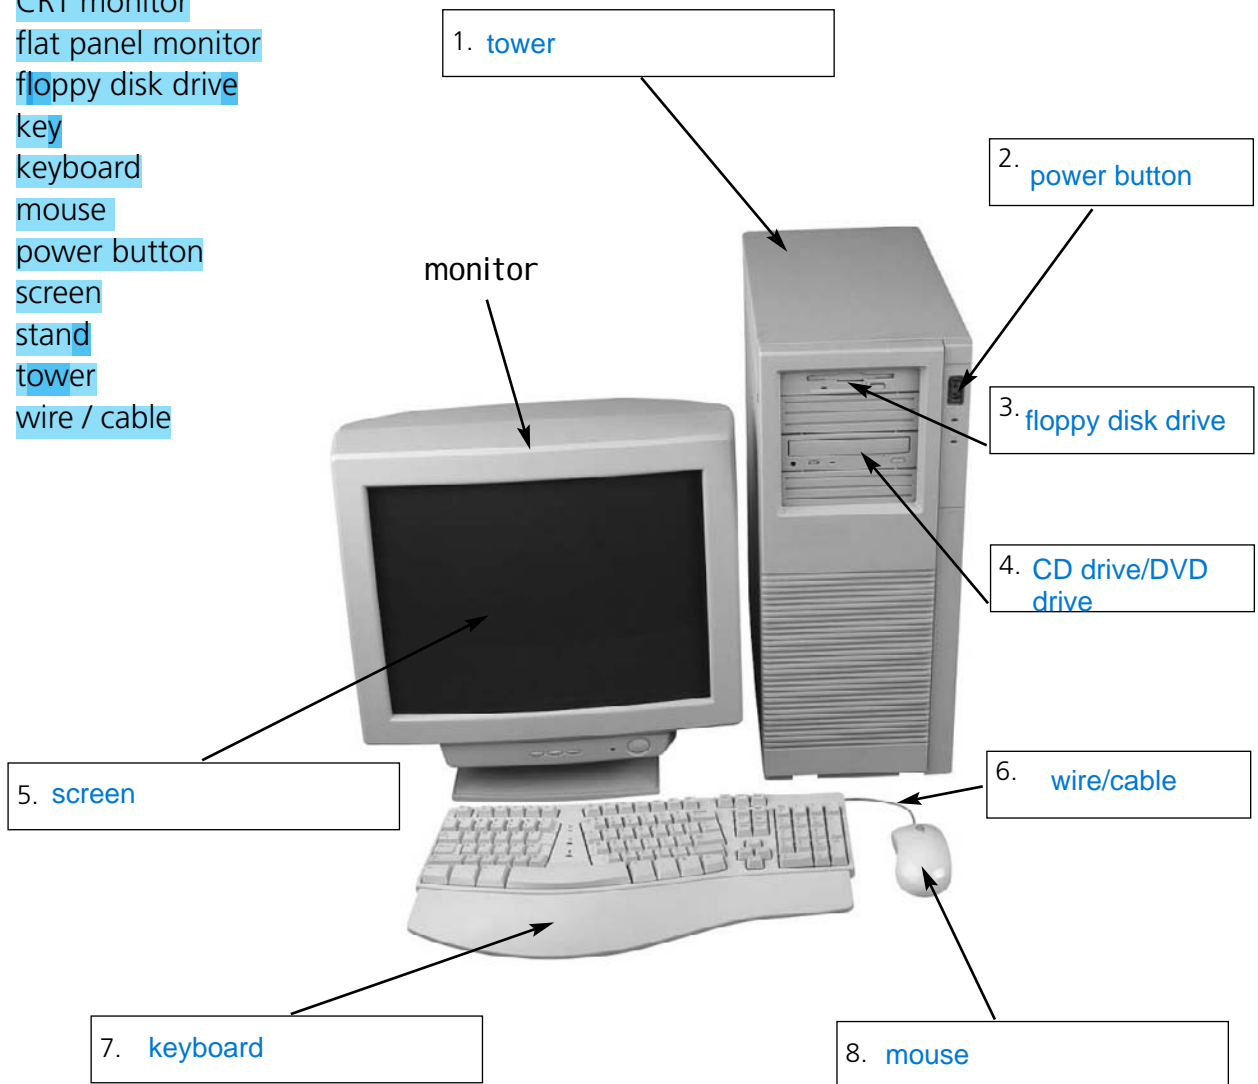 CRT monitor
flat panel monitor
floppy disk drive
key
keyboard
mouse
power button
screen
stand
tower
wire / cable
1. tower
2. power button
monitor
3. floppy disk drive
4. CD drive/DVD
drive
5. screen
6. wire/cable
7. keyboard
8. mouse